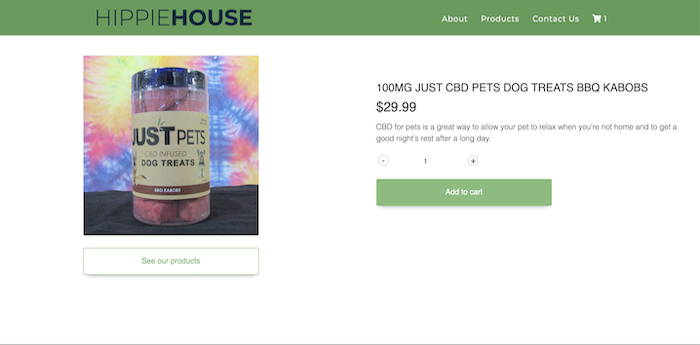 HIPPIEHOUSE
About
Products
Contact Us
1
JUST PETS
CBD INFUSED
DOG TREATS
BBQ KABOBS
100MG JUST CBD PETS DOG TREATS BBQ KABOBS
$29.99
CBD for pets is a great way to allow your pet to relax when you're not home and to get a
good night's rest after a long day.
-
1
+
Add to cart
See our products